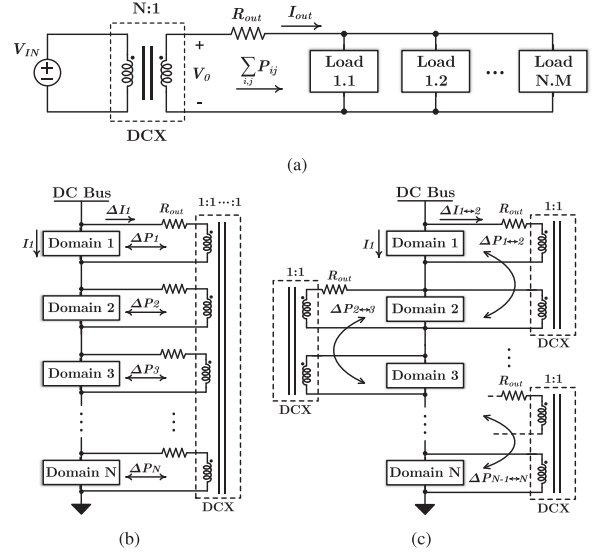 N:1
R_out
I_out
V_IN
+
V_0
-
∑ P_ij
i,j
Load 1.1
Load 1.2
...
Load N.M
DCX
(a)
DC Bus
ΔI_1
R_out
1:1···:1
I_1
Domain 1
ΔP_1
Domain 2
ΔP_2
Domain 3
ΔP_3
Domain N
ΔP_N
DCX
(b)
DC Bus
ΔI_1↔2
R_out
1:1
I_1
Domain 1
ΔP_1↔2
1:1
R_out
Domain 2
DCX
ΔP_2↔3
Domain 3
DCX
R_out
1:1
Domain N
ΔP_N-1↔N
DCX
(c)